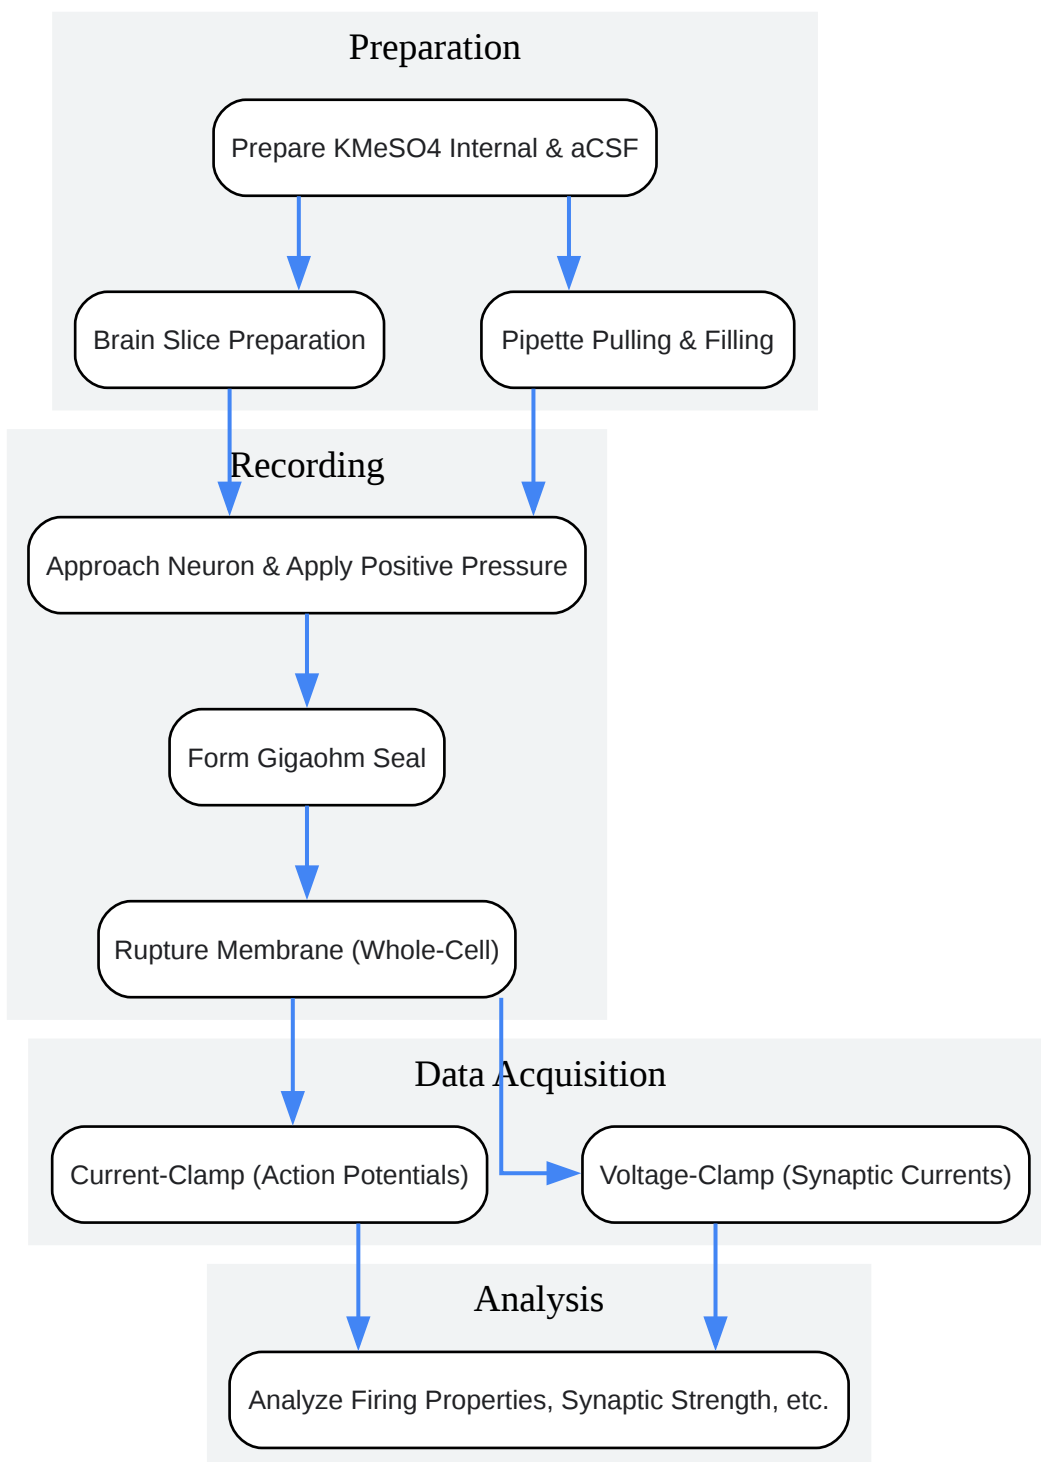 Preparation
Prepare KMeSO4 Internal & aCSF
Brain Slice Preparation
Pipette Pulling & Filling
Recording
Approach Neuron & Apply Positive Pressure
Form Gigaohm Seal
Rupture Membrane (Whole-Cell)
Data Acquisition
Current-Clamp (Action Potentials)
Voltage-Clamp (Synaptic Currents)
Analysis
Analyze Firing Properties, Synaptic Strength, etc.